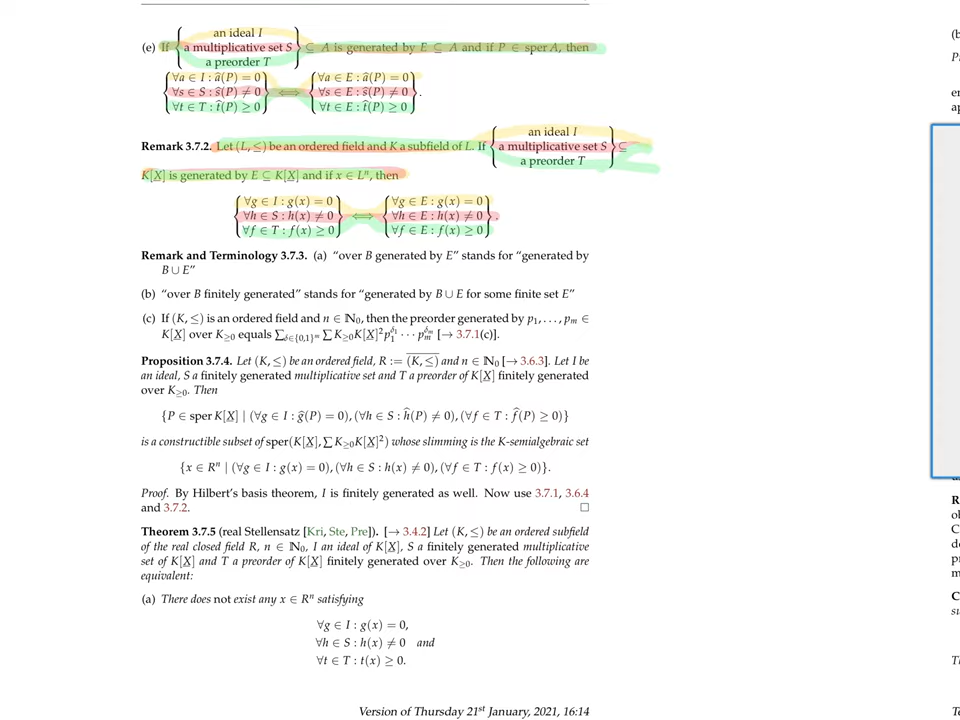 an ideal I
(e) If { a multiplicative set S } ⊆ A is generated by E ⊆ A and if P ∈ sper A, then
a preorder T
∀a ∈ I : â(P) = 0 ∀a ∈ E : â(P) = 0
∀s ∈ S : ŝ(P) ≠ 0 ⟺ ∀s ∈ E : ŝ(P) ≠ 0 .
∀t ∈ T : t̂(P) ≥ 0 ∀t ∈ E : t̂(P) ≥ 0
an ideal I
Remark 3.7.2. Let (L, ≤) be an ordered field and K a subfield of L. If { a multiplicative set S } ⊆
a preorder T
K[X] is generated by E ⊆ K[X] and if x ∈ Lⁿ, then
∀g ∈ I : g(x) = 0 ∀g ∈ E : g(x) = 0
∀h ∈ S : h(x) ≠ 0 ⟺ ∀h ∈ E : h(x) ≠ 0 .
∀f ∈ T : f(x) ≥ 0 ∀f ∈ E : f(x) ≥ 0
Remark and Terminology 3.7.3. (a) “over B generated by E” stands for “generated by
B ∪ E”
(b) “over B finitely generated” stands for “generated by B ∪ E for some finite set E”
(c) If (K, ≤) is an ordered field and n ∈ ℕ₀, then the preorder generated by p₁, . . . , pₘ ∈
K[X] over K≥0 equals ∑δ∈{0,1}ᵐ ∑ K≥0K[X]²p₁^δ₁ · · · pₘ^δₘ [→ 3.7.1(c)].
Proposition 3.7.4. Let (K, ≤) be an ordered field, R := (K, ≤) and n ∈ ℕ₀ [→ 3.6.3]. Let I be
an ideal, S a finitely generated multiplicative set and T a preorder of K[X] finitely generated
over K≥0. Then
{P ∈ sper K[X] | (∀g ∈ I : ĝ(P) = 0), (∀h ∈ S : ĥ(P) ≠ 0), (∀f ∈ T : f̂(P) ≥ 0)}
is a constructible subset of sper(K[X], ∑ K≥0K[X]²) whose slimming is the K-semialgebraic set
{x ∈ Rⁿ | (∀g ∈ I : g(x) = 0), (∀h ∈ S : h(x) ≠ 0), (∀f ∈ T : f(x) ≥ 0)}.
Proof. By Hilbert’s basis theorem, I is finitely generated as well. Now use 3.7.1, 3.6.4
and 3.7.2. □
Theorem 3.7.5 (real Stellensatz [Kri, Ste, Pre]). [→ 3.4.2] Let (K, ≤) be an ordered subfield
of the real closed field R, n ∈ ℕ₀, I an ideal of K[X], S a finitely generated multiplicative
set of K[X] and T a preorder of K[X] finitely generated over K≥0. Then the following are
equivalent:
(a) There does not exist any x ∈ Rⁿ satisfying
∀g ∈ I : g(x) = 0,
∀h ∈ S : h(x) ≠ 0 and
∀t ∈ T : t(x) ≥ 0.
Version of Thursday 21st January, 2021, 16:14